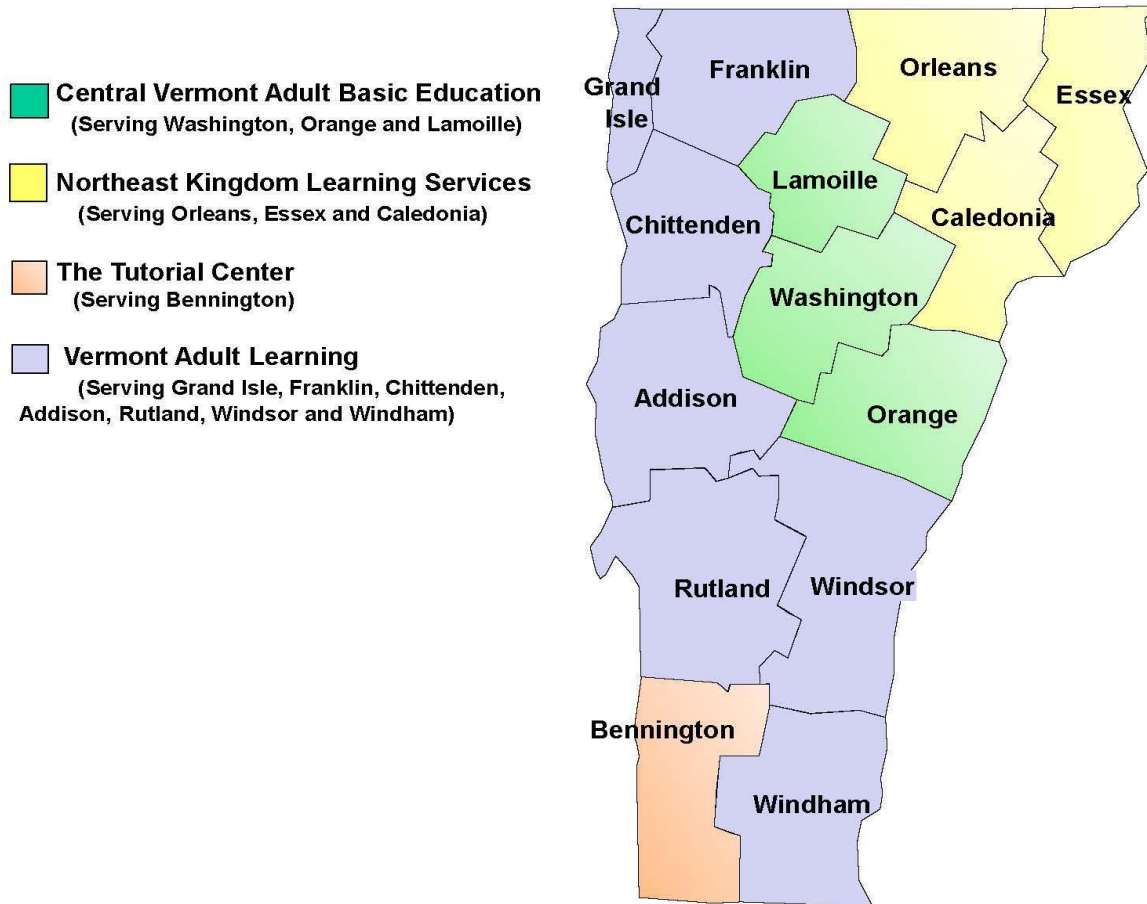 Central Vermont Adult Basic Education
(Serving Washington, Orange and Lamoille)
Northeast Kingdom Learning Services
(Serving Orleans, Essex and Caledonia)
The Tutorial Center
(Serving Bennington)
Vermont Adult Learning
(Serving Grand Isle, Franklin, Chittenden,
Addison, Rutland, Windsor and Windham)
Grand
Isle
Franklin
Orleans
Essex
Lamoille
Chittenden
Caledonia
Washington
Addison
Orange
Rutland
Windsor
Bennington
Windham